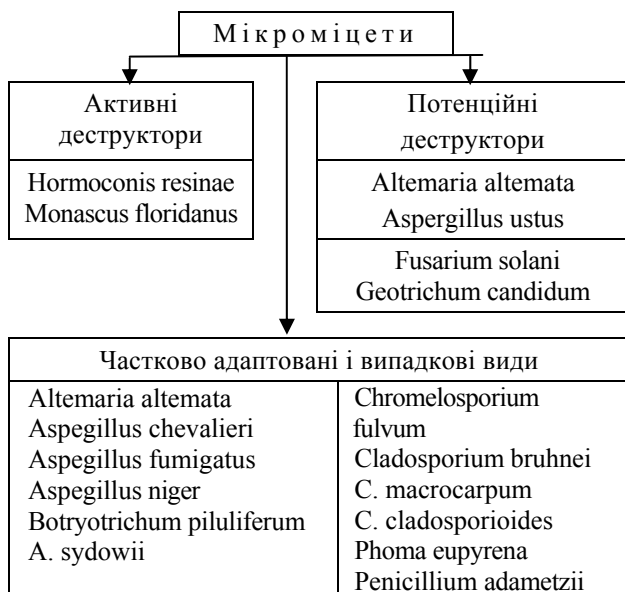 Мікроміцети
Активні
деструктори
Hormoconis resinae
Monascus floridanus
Потенційні
деструктори
Altemaria altemata
Aspergillus ustus
Fusarium solani
Geotrichum candidum
Частково адаптовані і випадкові види
Altemaria altemata
Aspegillus chevalieri
Aspegillus fumigatus
Aspegillus niger
Botryotrichum piluliferum
A. sydowii
Chromelosporium
fulvum
Cladosporium bruhnei
C. macrocarpum
C. cladosporioides
Phoma eupyrena
Penicillium adametzii